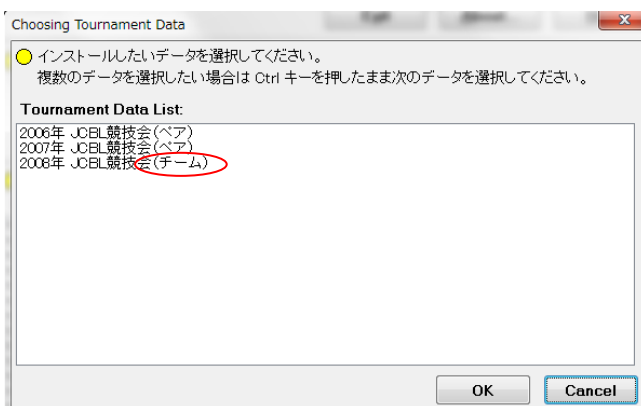 Choosing Tournament Data
インストールしたいデータを選択してください。
複数のデータを選択したい場合は Ctrl キーを押したまま次のデータを選択してください。
Tournament Data List:
2006年 JCBL競技会(ペア)
2007年 JCBL競技会(ペア)
2008年 JCBL競技会(チーム)
OK
Cancel